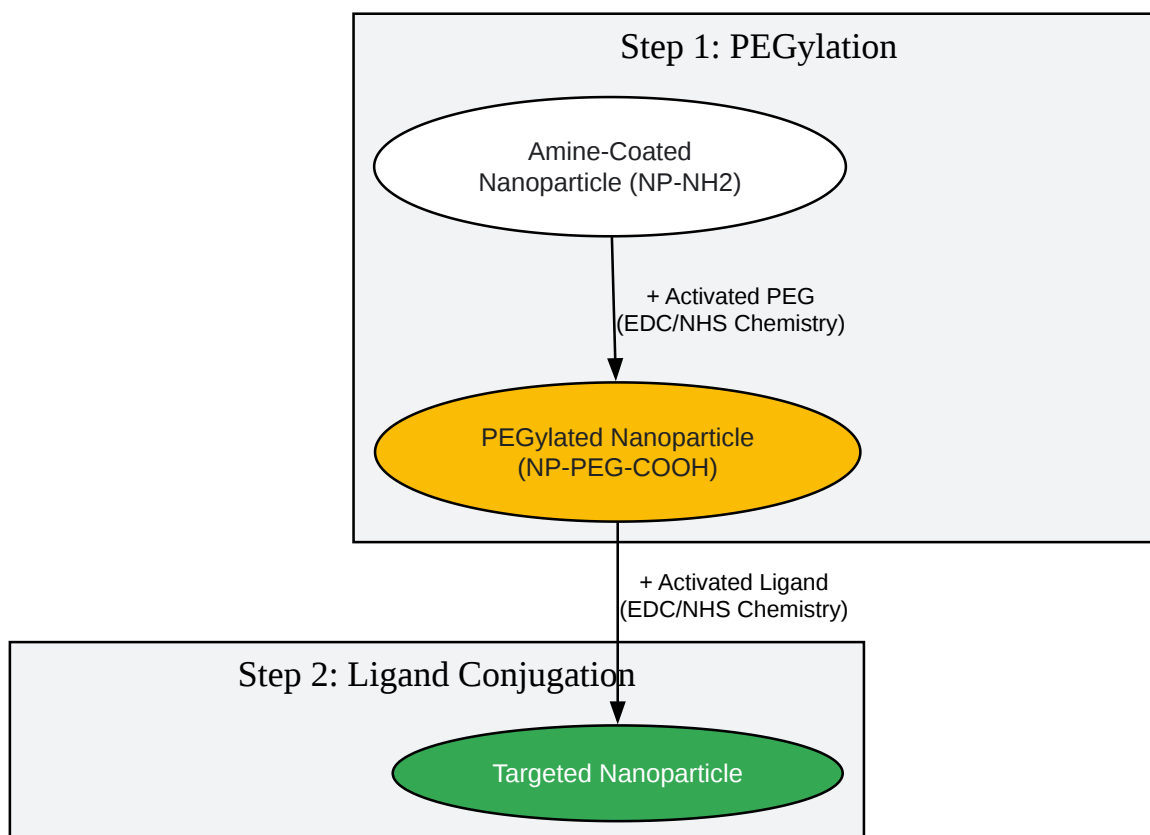 Step 1: PEGylation
Amine-Coated
Nanoparticle (NP-NH2)
+ Activated PEG
(EDC/NHS Chemistry)
PEGylated Nanoparticle
(NP-PEG-COOH)
+ Activated Ligand
(EDC/NHS Chemistry)
Step 2: Ligand Conjugation
Targeted Nanoparticle